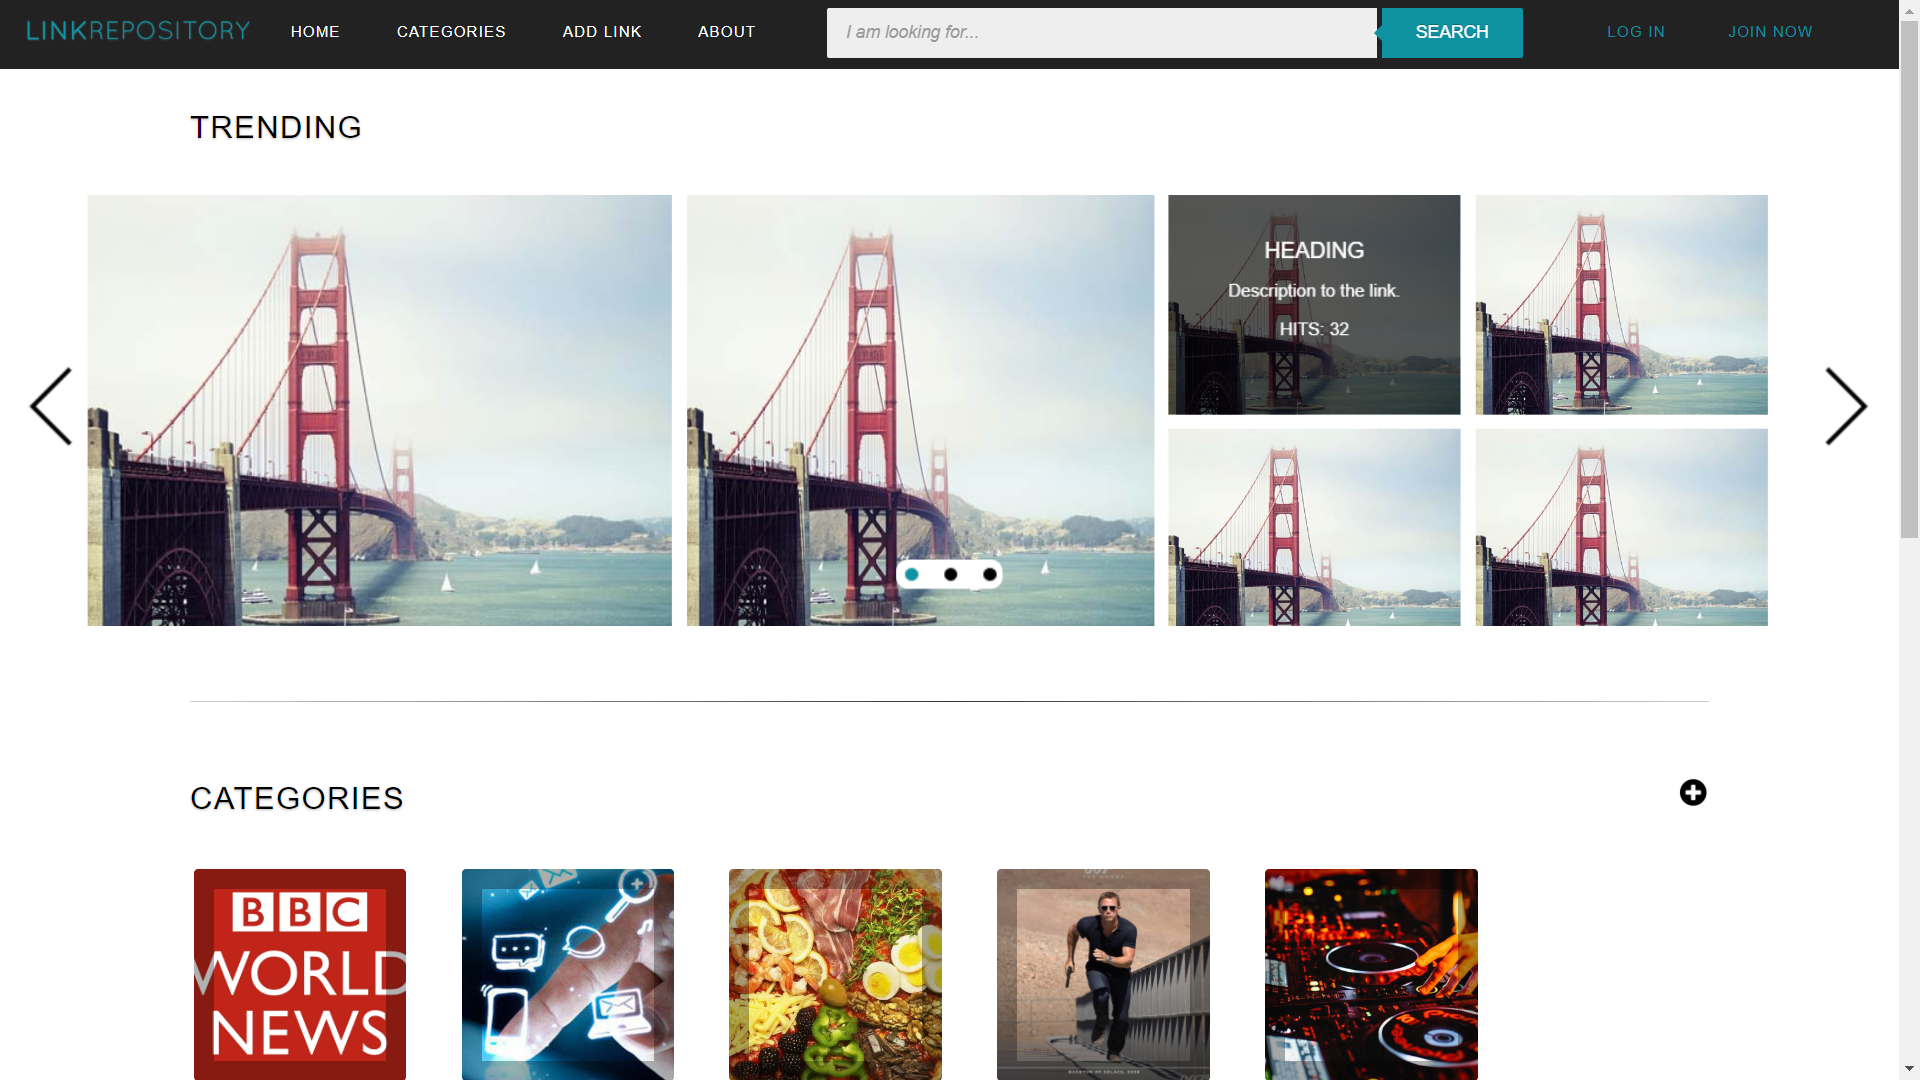 LINKREPOSITORY HOME CATEGORIES ADD LINK ABOUT I am looking for... SEARCH LOG IN JOIN NOW
TRENDING
HEADING
Description to the link.
HITS: 32
CATEGORIES
BBC
WORLD
NEWS